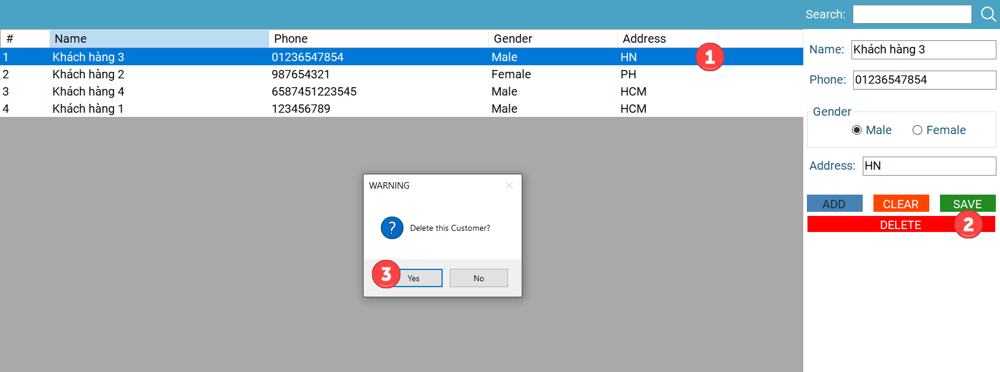 Search:
# Name Phone Gender Address
1 Khách hàng 3 01236547854 Male HN 1
2 Khách hàng 2 987654321 Female PH
3 Khách hàng 4 6587451223545 Male HCM
4 Khách hàng 1 123456789 Male HCM
Name: Khách hàng 3
Phone: 01236547854
Gender
Male Female
Address: HN
ADD CLEAR SAVE
DELETE 2
WARNING
? Delete this Customer?
3 Yes No